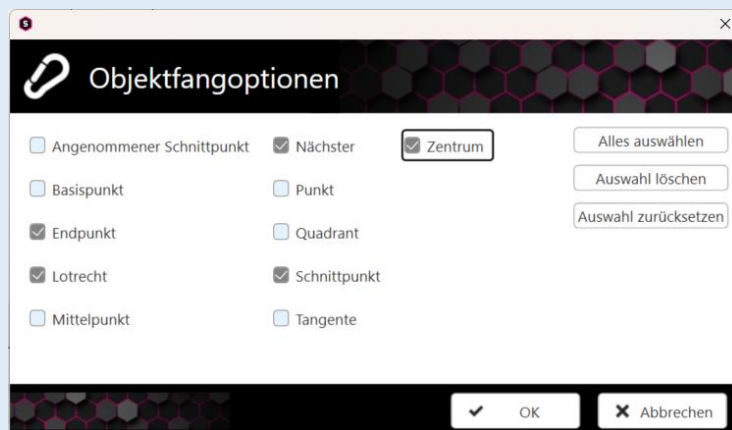 S
Objektfangoptionen
Angenommener Schnittpunkt
Basispunkt
Endpunkt
Lotrecht
Mittelpunkt
Nächster
Punkt
Quadrant
Schnittpunkt
Tangente
Zentrum
Alles auswählen
Auswahl löschen
Auswahl zurücksetzen
OK
Abbrechen